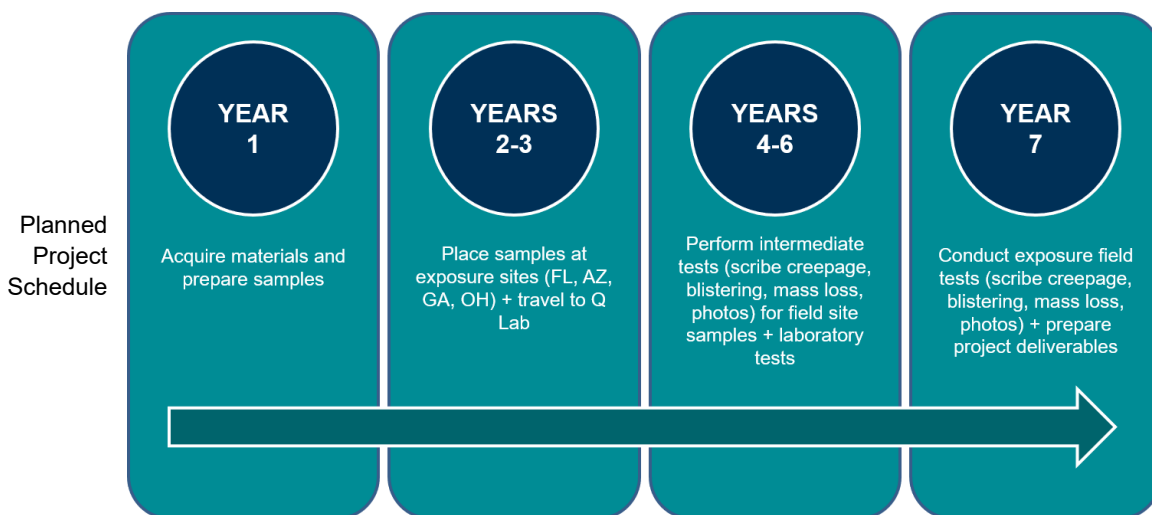 Planned
Project
Schedule
YEAR
1
Acquire materials and
prepare samples
YEARS
2-3
Place samples at
exposure sites (FL, AZ,
GA, OH) + travel to Q
Lab
YEARS
4-6
Perform intermediate
tests (scribe creepage,
blistering, mass loss,
photos) for field site
samples + laboratory
tests
YEAR
7
Conduct exposure field
tests (scribe creepage,
blistering, mass loss,
photos) + prepare
project deliverables